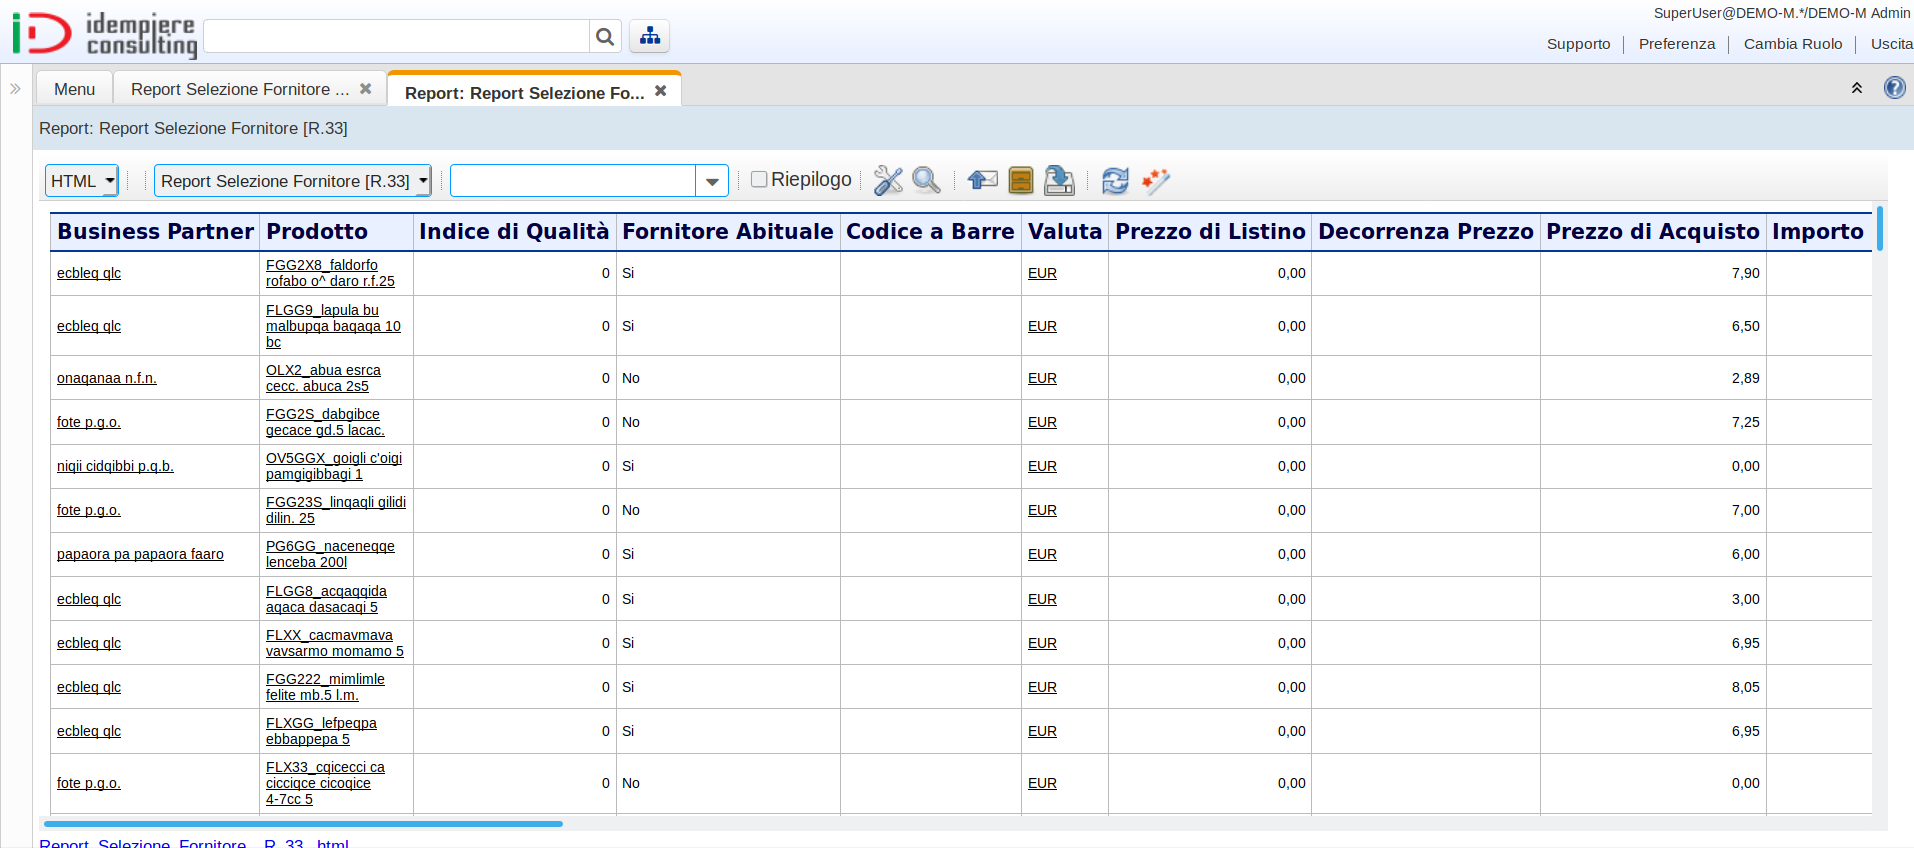 idempiere
consulting
SuperUser@DEMO-M.*/DEMO-M Admin
Supporto Preferenza Cambia Ruolo Uscita
Menu Report Selezione Fornitore ... Report: Report Selezione Fo...
Report: Report Selezione Fornitore [R.33]
HTML Report Selezione Fornitore [R.33] Riepilogo
Business Partner Prodotto Indice di Qualità Fornitore Abituale Codice a Barre Valuta Prezzo di Listino Decorrenza Prezzo Prezzo di Acquisto Importo
ecbleq qlc FGG2X8_faldorfo 0 Si EUR 0,00 7,90
rofabo o^ daro r.f.25
ecbleq qlc FLGG9_lapula bu 0 Si EUR 0,00 6,50
malbupqa baqaqa 10
bc
onaqanaa n.f.n. OLX2_abua esrca 0 No EUR 0,00 2,89
cecc. abuca 2s5
fote p.g.o. FGG2S_dabgibce 0 No EUR 0,00 7,25
gecace gd.5 lacac.
niqii cidqibbi p.q.b. OV5GGX_goigli c'oigi 0 Si EUR 0,00 0,00
pamgigibbagi 1
fote p.g.o. FGG23S_linqaqli gilidi 0 No EUR 0,00 7,00
dilin. 25
papaora pa papaora faaro PG6GG_naceneqqe 0 Si EUR 0,00 6,00
lenceba 200l
ecbleq qlc FLGG8_acqaqqida 0 Si EUR 0,00 3,00
aqaca dasacaqi 5
ecbleq qlc FLXX_cacmavmava 0 Si EUR 0,00 6,95
vavsarmo momamo 5
ecbleq qlc FGG222_mimlimle 0 Si EUR 0,00 8,05
felite mb.5 l.m.
ecbleq qlc FLXGG_lefpeqpa 0 Si EUR 0,00 6,95
ebbappepa 5
fote p.g.o. FLX33_cqicecci ca 0 No EUR 0,00 0,00
cicciqce cicoqice
4-7cc 5
Report_Selezione_Fornitore__R_33_.html